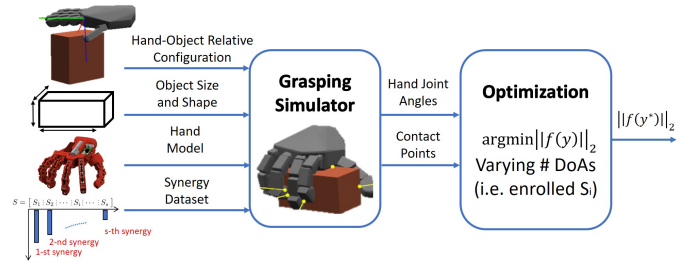 Hand-Object Relative
Configuration
Object Size
and Shape
Hand
Model
Synergy
Dataset
S = [ S₁ | S₂ | ⋯ | Sᵢ | ⋯ | Sₛ ]
1-st synergy
2-nd synergy
s-th synergy
Grasping
Simulator
Hand Joint
Angles
Contact
Points
Optimization
argmin||f(y)||₂
Varying # DoAs
(i.e. enrolled Sᵢ)
||f(y*)||₂